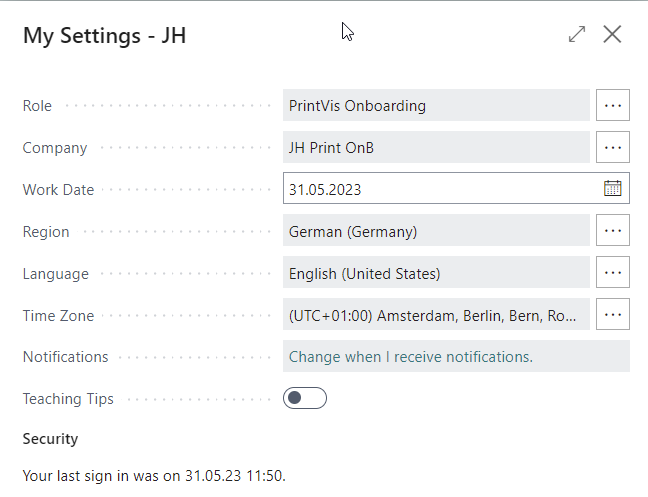 My Settings - JH
Role PrintVis Onboarding ...
Company JH Print OnB ...
Work Date 31.05.2023
Region German (Germany) ...
Language English (United States) ...
Time Zone (UTC+01:00) Amsterdam, Berlin, Bern, Ro... ...
Notifications Change when I receive notifications.
Teaching Tips
Security
Your last sign in was on 31.05.23 11:50.